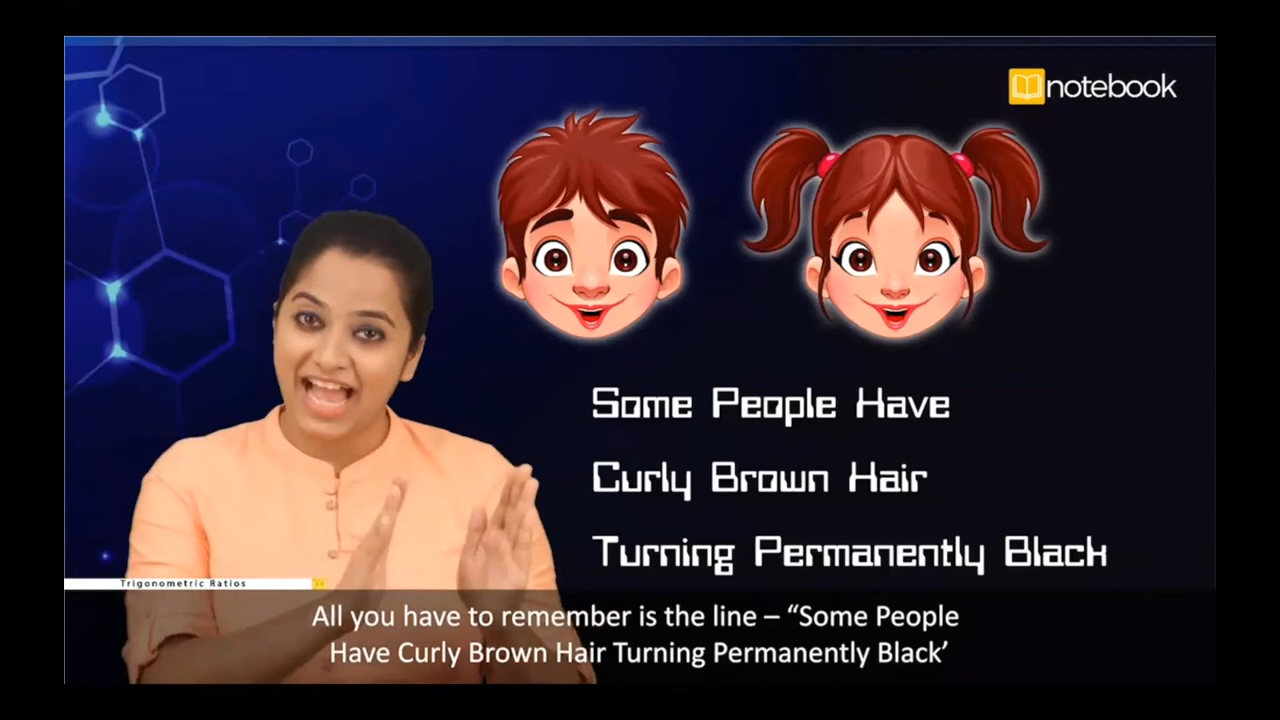 notebook
Some People Have
Curly Brown Hair
Turning Permanently Black
Trigonometric Ratios
All you have to remember is the line – “Some People
Have Curly Brown Hair Turning Permanently Black’